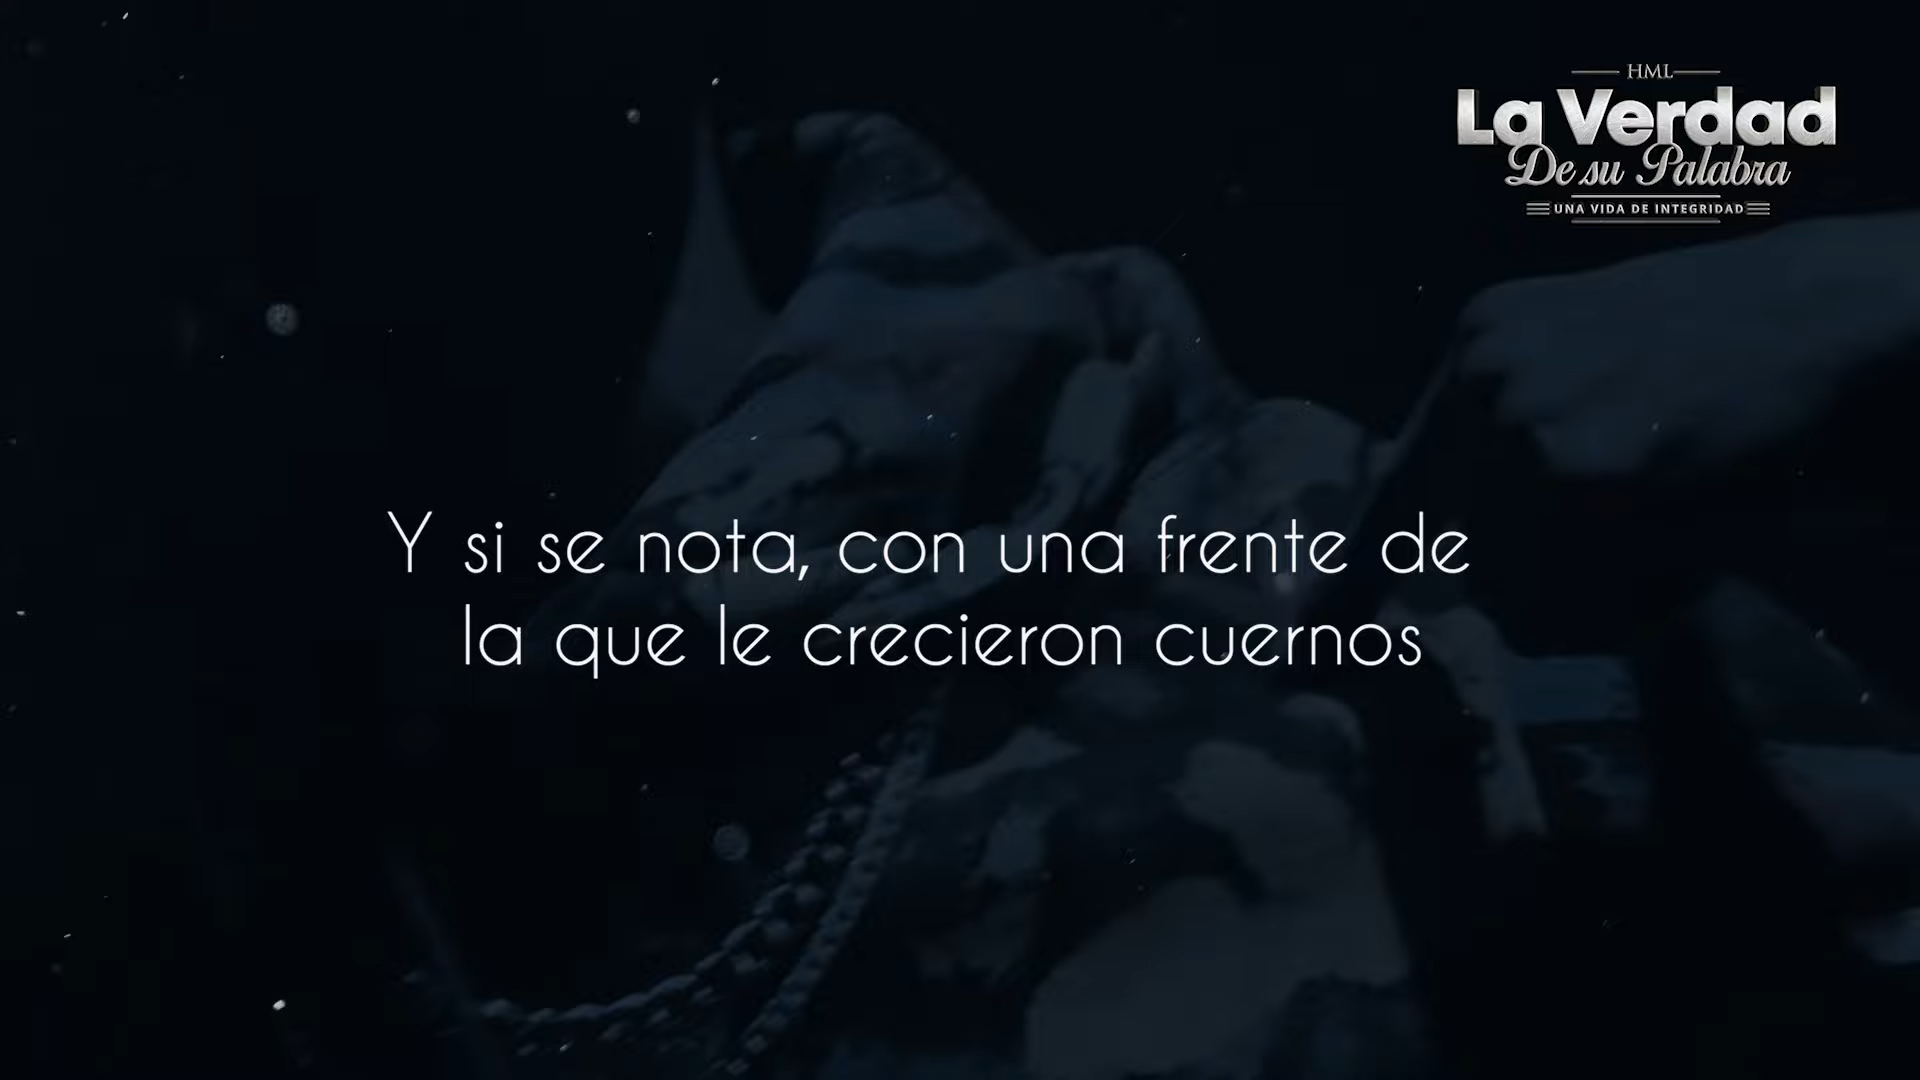 HML
La Verdad
De su Palabra
UNA VIDA DE INTEGRIDAD
Y si se nota, con una frente de
la que le crecieron cuernos